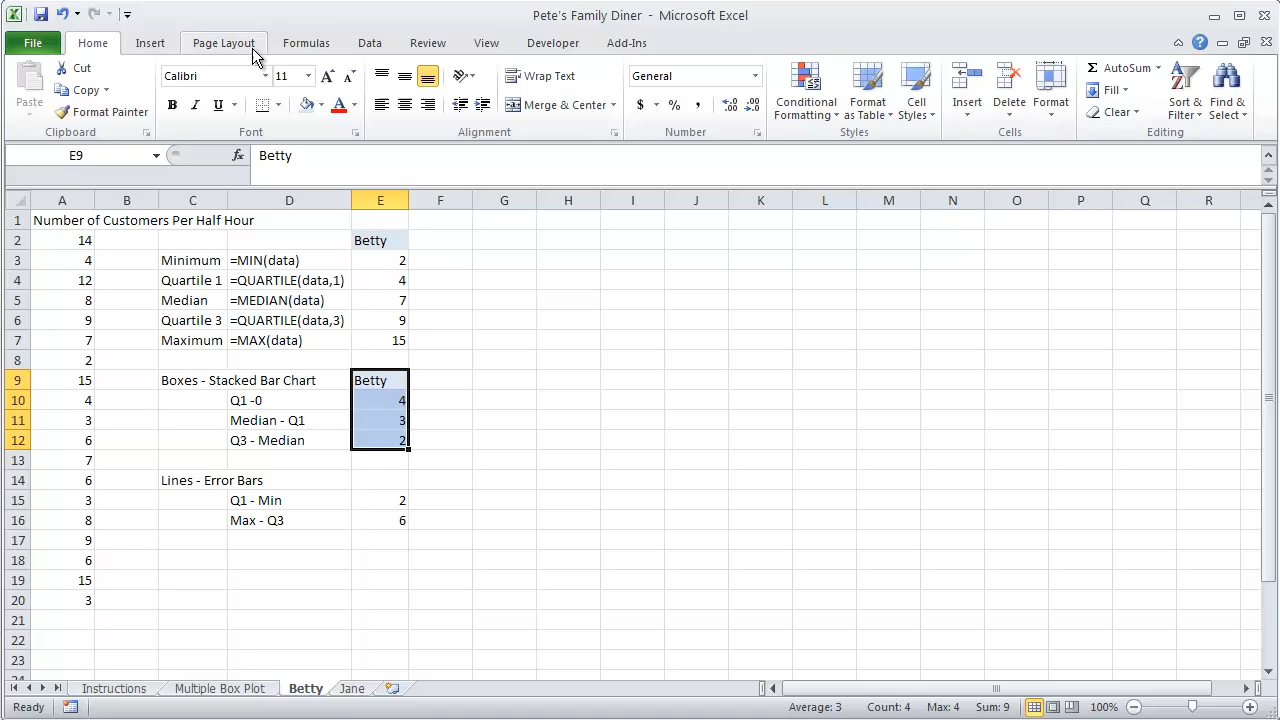 Pete's Family Diner - Microsoft Excel
File Home Insert Page Layout Formulas Data Review View Developer Add-Ins
Paste Cut Calibri 11 Wrap Text General Conditional Formatting Format as Table Cell Styles Insert Delete Format AutoSum Sort & Filter Find & Select
Copy Fill
Format Painter B I U A Merge & Center $ % , Clear
Clipboard Font Alignment Number Styles Cells Editing
E9 fx Betty
A B C D E F G H I J K L M N O P Q R
1 Number of Customers Per Half Hour
2 14 Betty
3 4 Minimum =MIN(data) 2
4 12 Quartile 1 =QUARTILE(data,1) 4
5 8 Median =MEDIAN(data) 7
6 9 Quartile 3 =QUARTILE(data,3) 9
7 7 Maximum =MAX(data) 15
8 2
9 15 Boxes - Stacked Bar Chart Betty
10 4 Q1 -0 4
11 3 Median - Q1 3
12 6 Q3 - Median 2
13 7
14 6 Lines - Error Bars
15 3 Q1 - Min 2
16 8 Max - Q3 6
17 9
18 6
19 15
20 3
21
22
23
Instructions Multiple Box Plot Betty Jane
Ready Average: 3 Count: 4 Max: 4 Sum: 9 100%